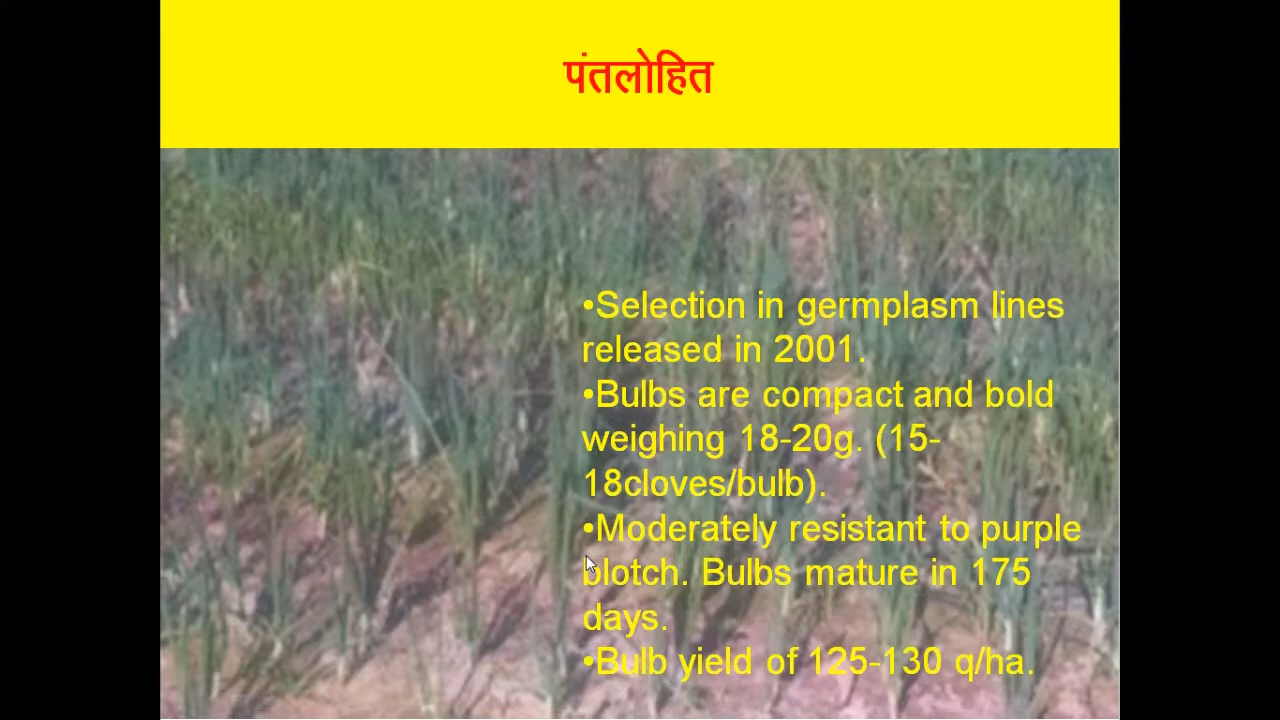 पंतलोहित
•Selection in germplasm lines
released in 2001.
•Bulbs are compact and bold
weighing 18-20g. (15-
18cloves/bulb).
•Moderately resistant to purple
blotch. Bulbs mature in 175
days.
•Bulb yield of 125-130 q/ha.